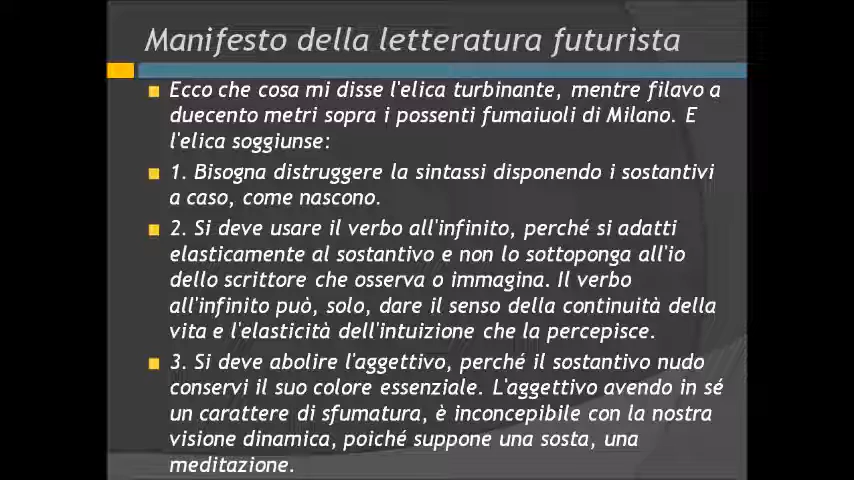 Manifesto della letteratura futurista
Ecco che cosa mi disse l'elica turbinante, mentre filavo a
duecento metri sopra i possenti fumaiuoli di Milano. E
l'elica soggiunse:
1. Bisogna distruggere la sintassi disponendo i sostantivi
a caso, come nascono.
2. Si deve usare il verbo all'infinito, perché si adatti
elasticamente al sostantivo e non lo sottoponga all'io
dello scrittore che osserva o immagina. Il verbo
all'infinito può, solo, dare il senso della continuità della
vita e l'elasticità dell'intuizione che la percepisce.
3. Si deve abolire l'aggettivo, perché il sostantivo nudo
conservi il suo colore essenziale. L'aggettivo avendo in sé
un carattere di sfumatura, è inconcepibile con la nostra
visione dinamica, poiché suppone una sosta, una
meditazione.